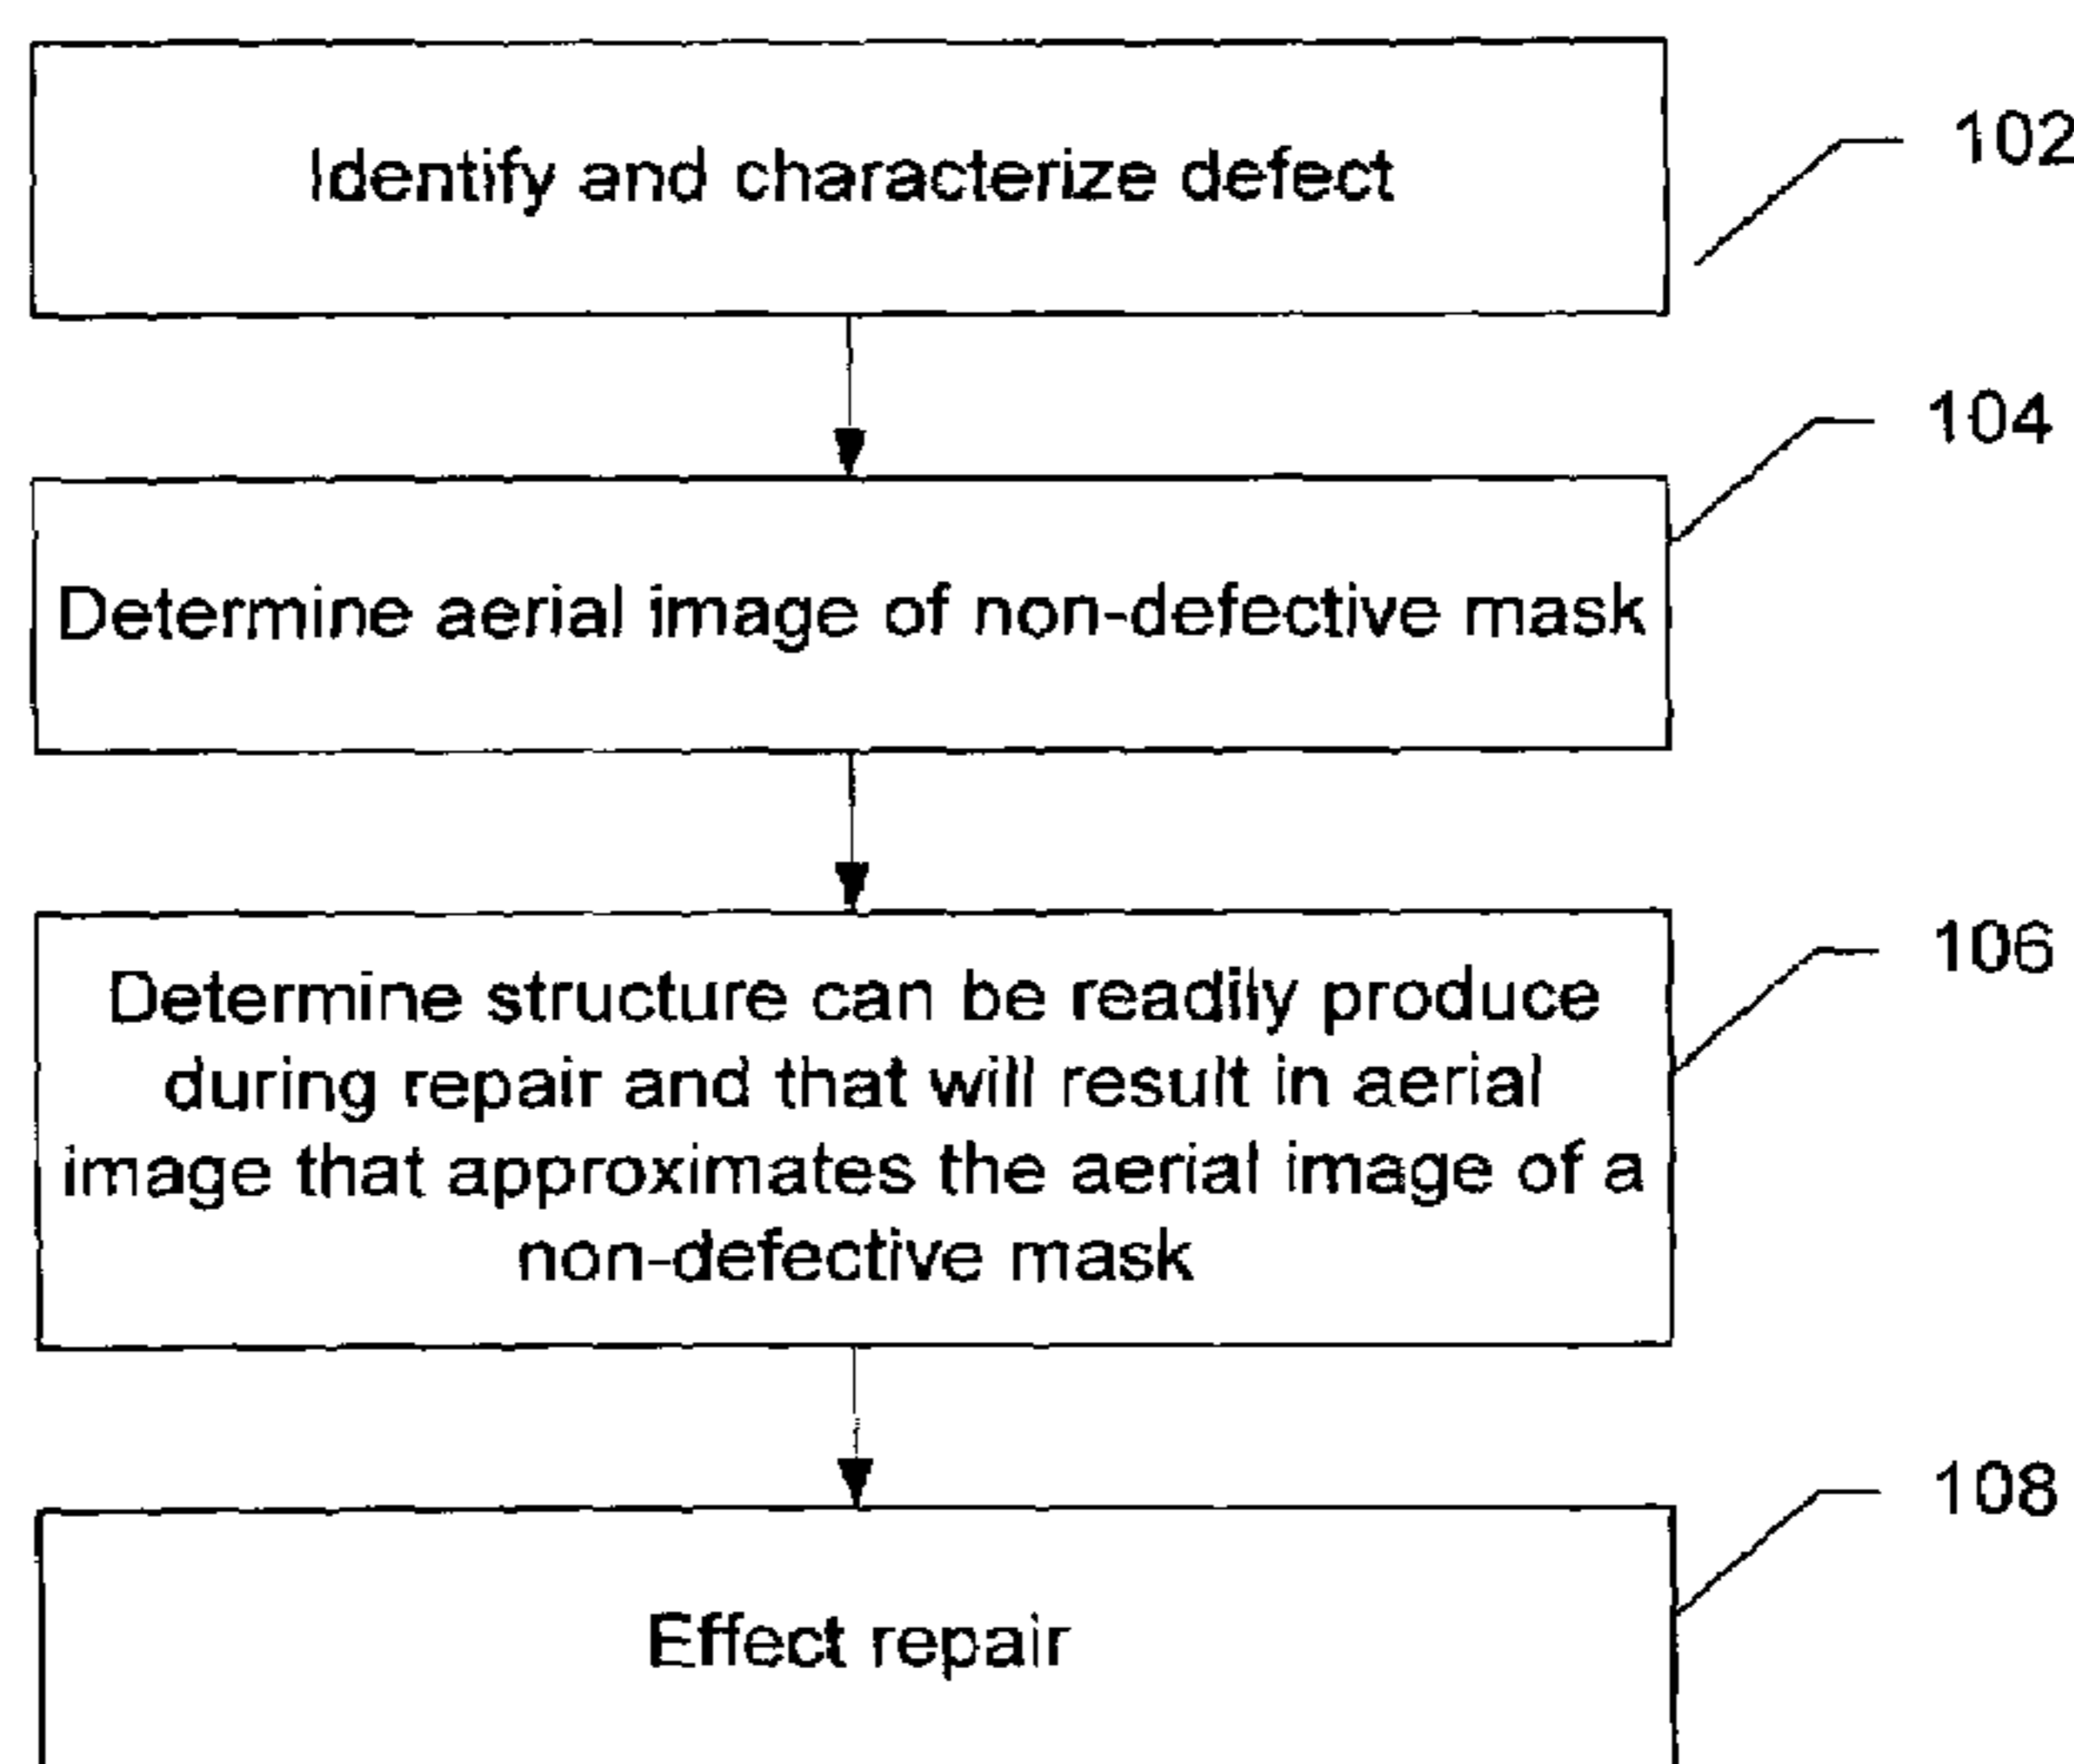 Identify and characterize defect
102
104
Determine aerial image of non-defective mask
106
Determine structure can be readily produce
during repair and that will result in aerial
image that approximates the aerial image of a
non-defective mask
108
Effect repair